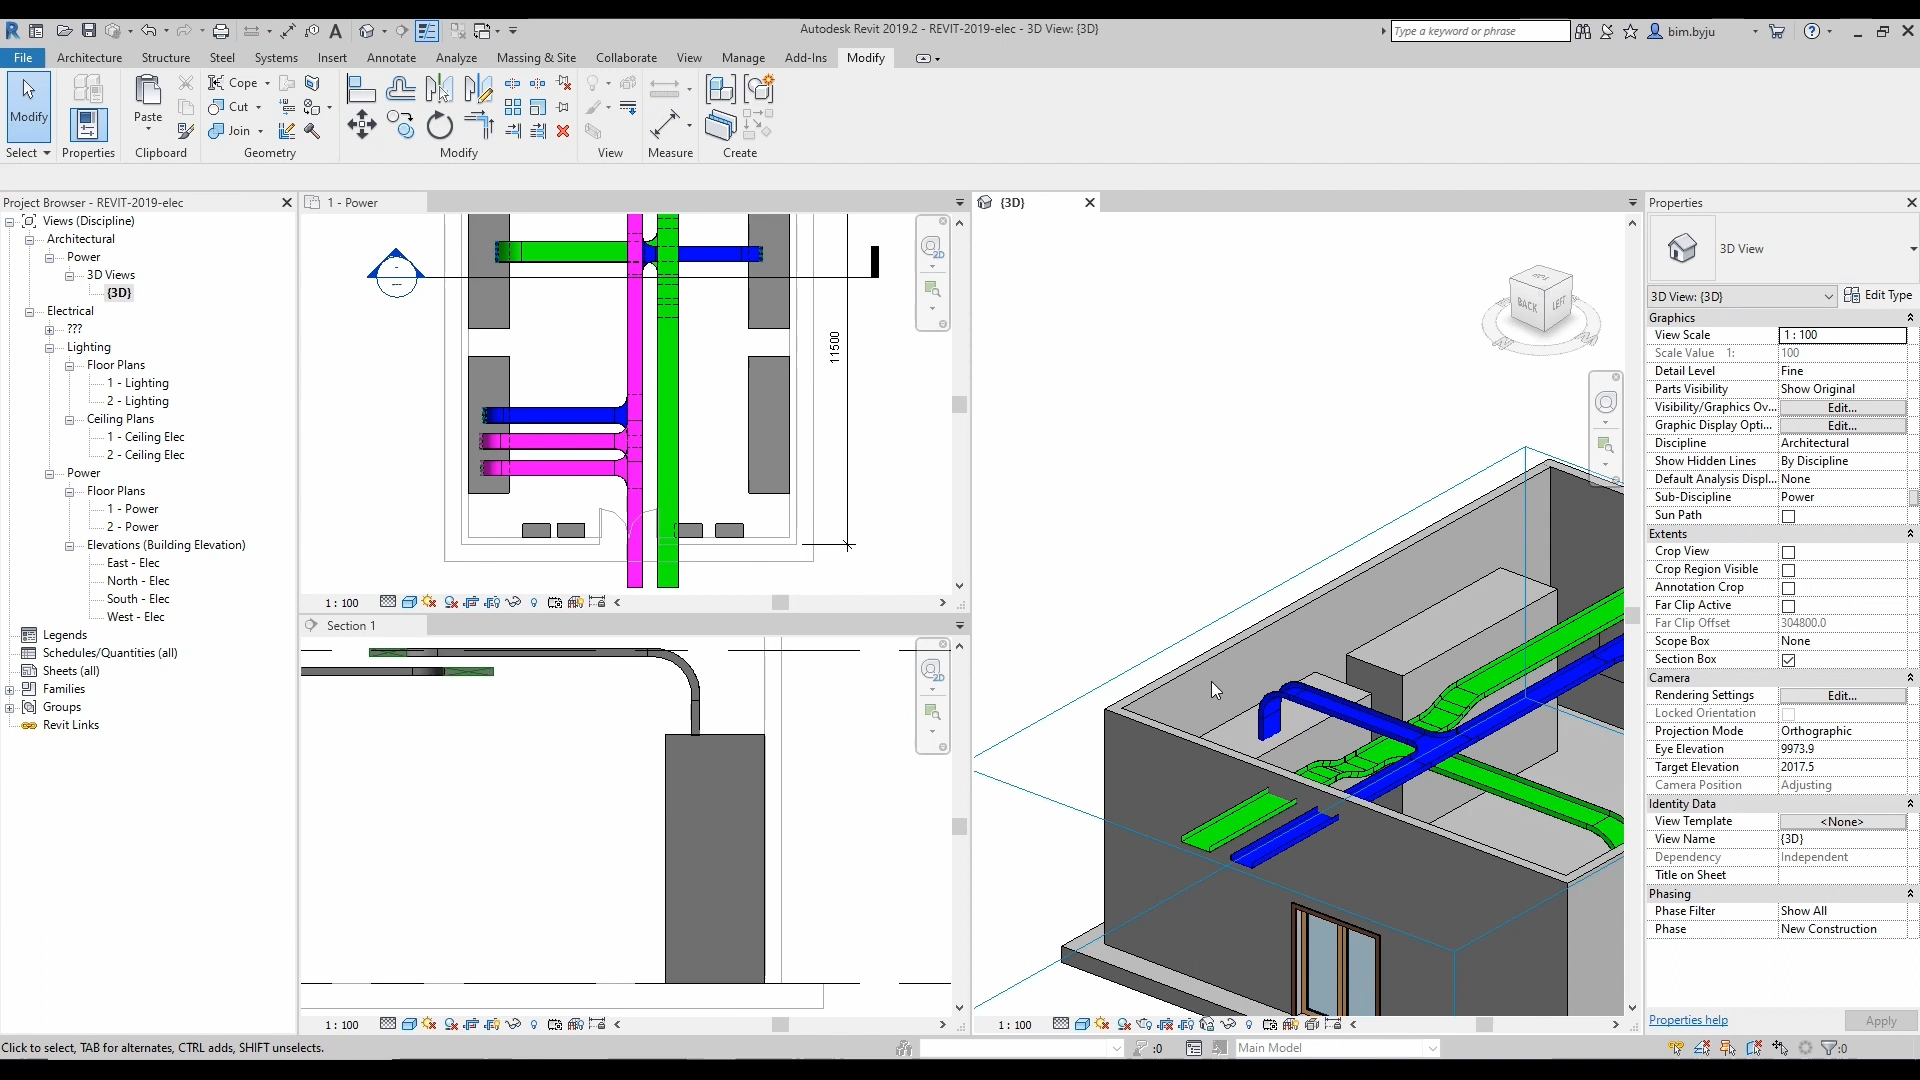 Autodesk Revit 2019.2 - REVIT-2019-elec - 3D View: {3D}
Type a keyword or phrase
bim.byju
File
Architecture
Structure
Steel
Systems
Insert
Annotate
Analyze
Massing & Site
Collaborate
View
Manage
Add-Ins
Modify
Modify
Paste
Cope
Cut
Join
Select
Properties
Clipboard
Geometry
Modify
View
Measure
Create
Project Browser - REVIT-2019-elec
Views (Discipline)
Architectural
Power
3D Views
{3D}
Electrical
???
Lighting
Floor Plans
1 - Lighting
2 - Lighting
Ceiling Plans
1 - Ceiling Elec
2 - Ceiling Elec
Power
Floor Plans
1 - Power
2 - Power
Elevations (Building Elevation)
East - Elec
North - Elec
South - Elec
West - Elec
Legends
Schedules/Quantities (all)
Sheets (all)
Families
Groups
Revit Links
1 - Power
11500
2D
1 : 100
Section 1
2D
1 : 100
{3D}
BACK
LEFT
1 : 100
Properties
3D View
3D View: {3D}
Edit Type
Graphics
View Scale 1 : 100
Scale Value 1: 100
Detail Level Fine
Parts Visibility Show Original
Visibility/Graphics Ov... Edit...
Graphic Display Opti... Edit...
Discipline Architectural
Show Hidden Lines By Discipline
Default Analysis Displ... None
Sub-Discipline Power
Sun Path
Extents
Crop View
Crop Region Visible
Annotation Crop
Far Clip Active
Far Clip Offset 304800.0
Scope Box None
Section Box
Camera
Rendering Settings Edit...
Locked Orientation
Projection Mode Orthographic
Eye Elevation 9973.9
Target Elevation 2017.5
Camera Position Adjusting
Identity Data
View Template <None>
View Name {3D}
Dependency Independent
Title on Sheet
Phasing
Phase Filter Show All
Phase New Construction
Properties help
Apply
Click to select, TAB for alternates, CTRL adds, SHIFT unselects.
:0
Main Model
:0